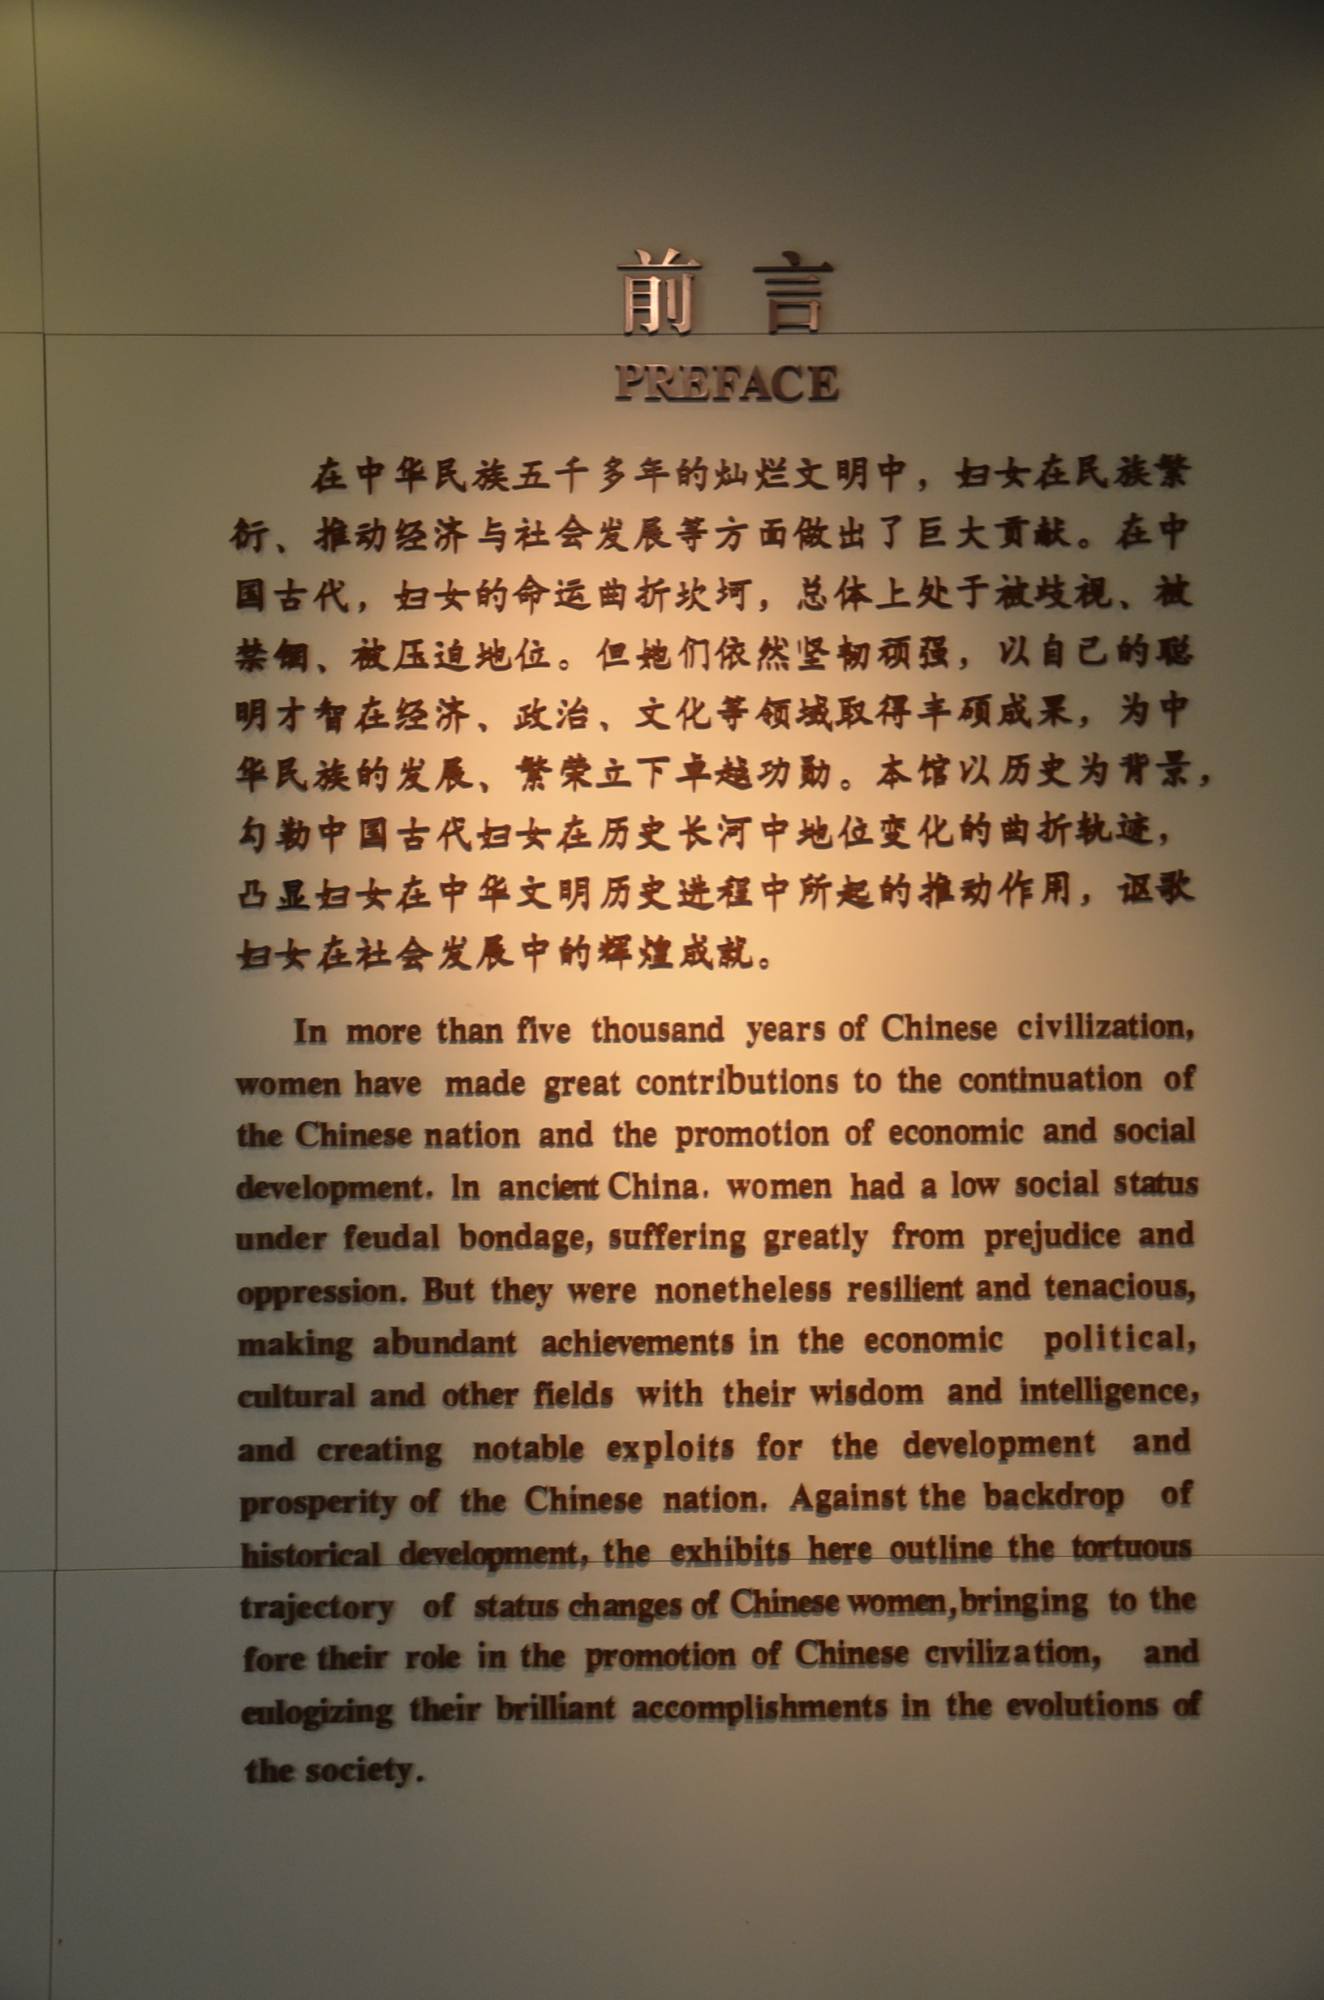 前言
PREFACE
在中华民族五千多年的灿烂文明中，妇女在民族繁
衍、推动经济与社会发展等方面做出了巨大贡献。在中
国古代，妇女的命运曲折坎坷，总体上处于被歧视、被
禁锢、被压迫地位。但她们依然坚韧顽强，以自己的聪
明才智在经济、政治、文化等领域取得丰硕成果，为中
华民族的发展、繁荣立下卓越功勋。本馆以历史为背景，
勾勒中国古代妇女在历史长河中地位变化的曲折轨迹，
凸显妇女在中华文明历史进程中所起的推动作用，讴歌
妇女在社会发展中的辉煌成就。
In more than five thousand years of Chinese civilization,
women have made great contributions to the continuation of
the Chinese nation and the promotion of economic and social
development. In ancient China. women had a low social status
under feudal bondage, suffering greatly from prejudice and
oppression. But they were nonetheless resilient and tenacious,
making abundant achievements in the economic political,
cultural and other fields with their wisdom and intelligence,
and creating notable exploits for the development and
prosperity of the Chinese nation. Against the backdrop of
historical development, the exhibits here outline the tortuous
trajectory of status changes of Chinese women,bringing to the
fore their role in the promotion of Chinese civilization, and
eulogizing their brilliant accomplishments in the evolutions of
the society.